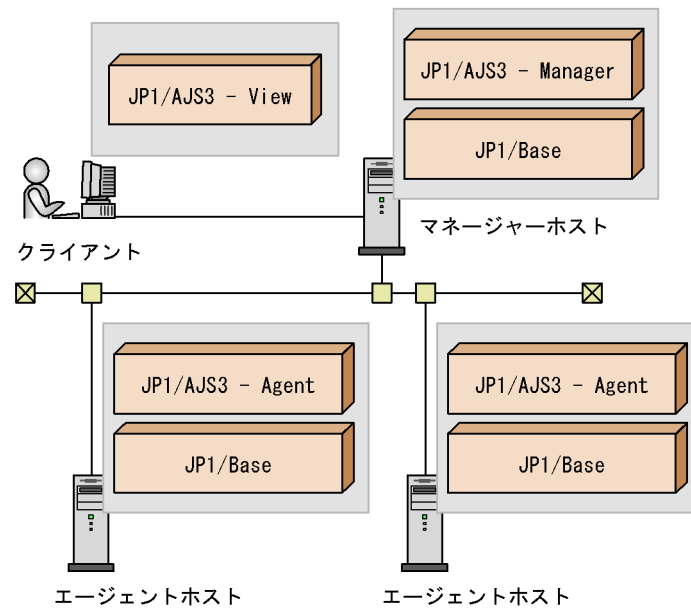 JP1/AJS3 - View
JP1/AJS3 - Manager
JP1/Base
クライアント
マネージャーホスト
JP1/AJS3 - Agent
JP1/Base
JP1/AJS3 - Agent
JP1/Base
エージェントホスト
エージェントホスト